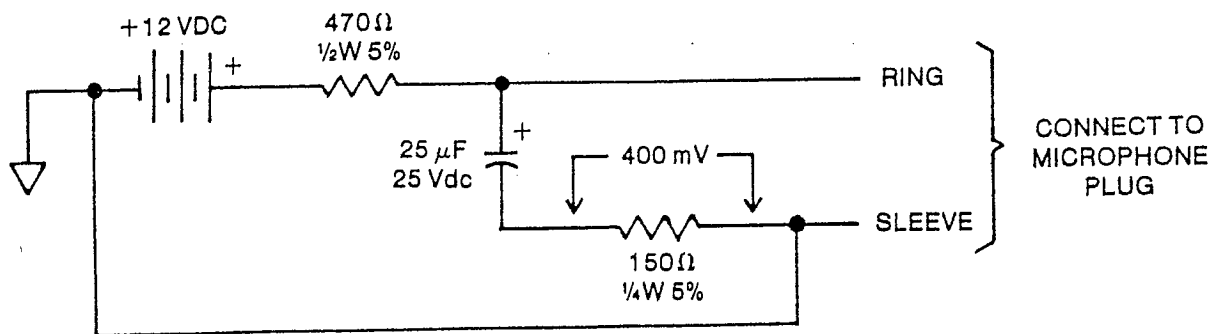 +12 VDC
+
470Ω
½W 5%
RING
+
25 μF
25 Vdc
400 mV
CONNECT TO
MICROPHONE
PLUG
SLEEVE
150Ω
¼W 5%